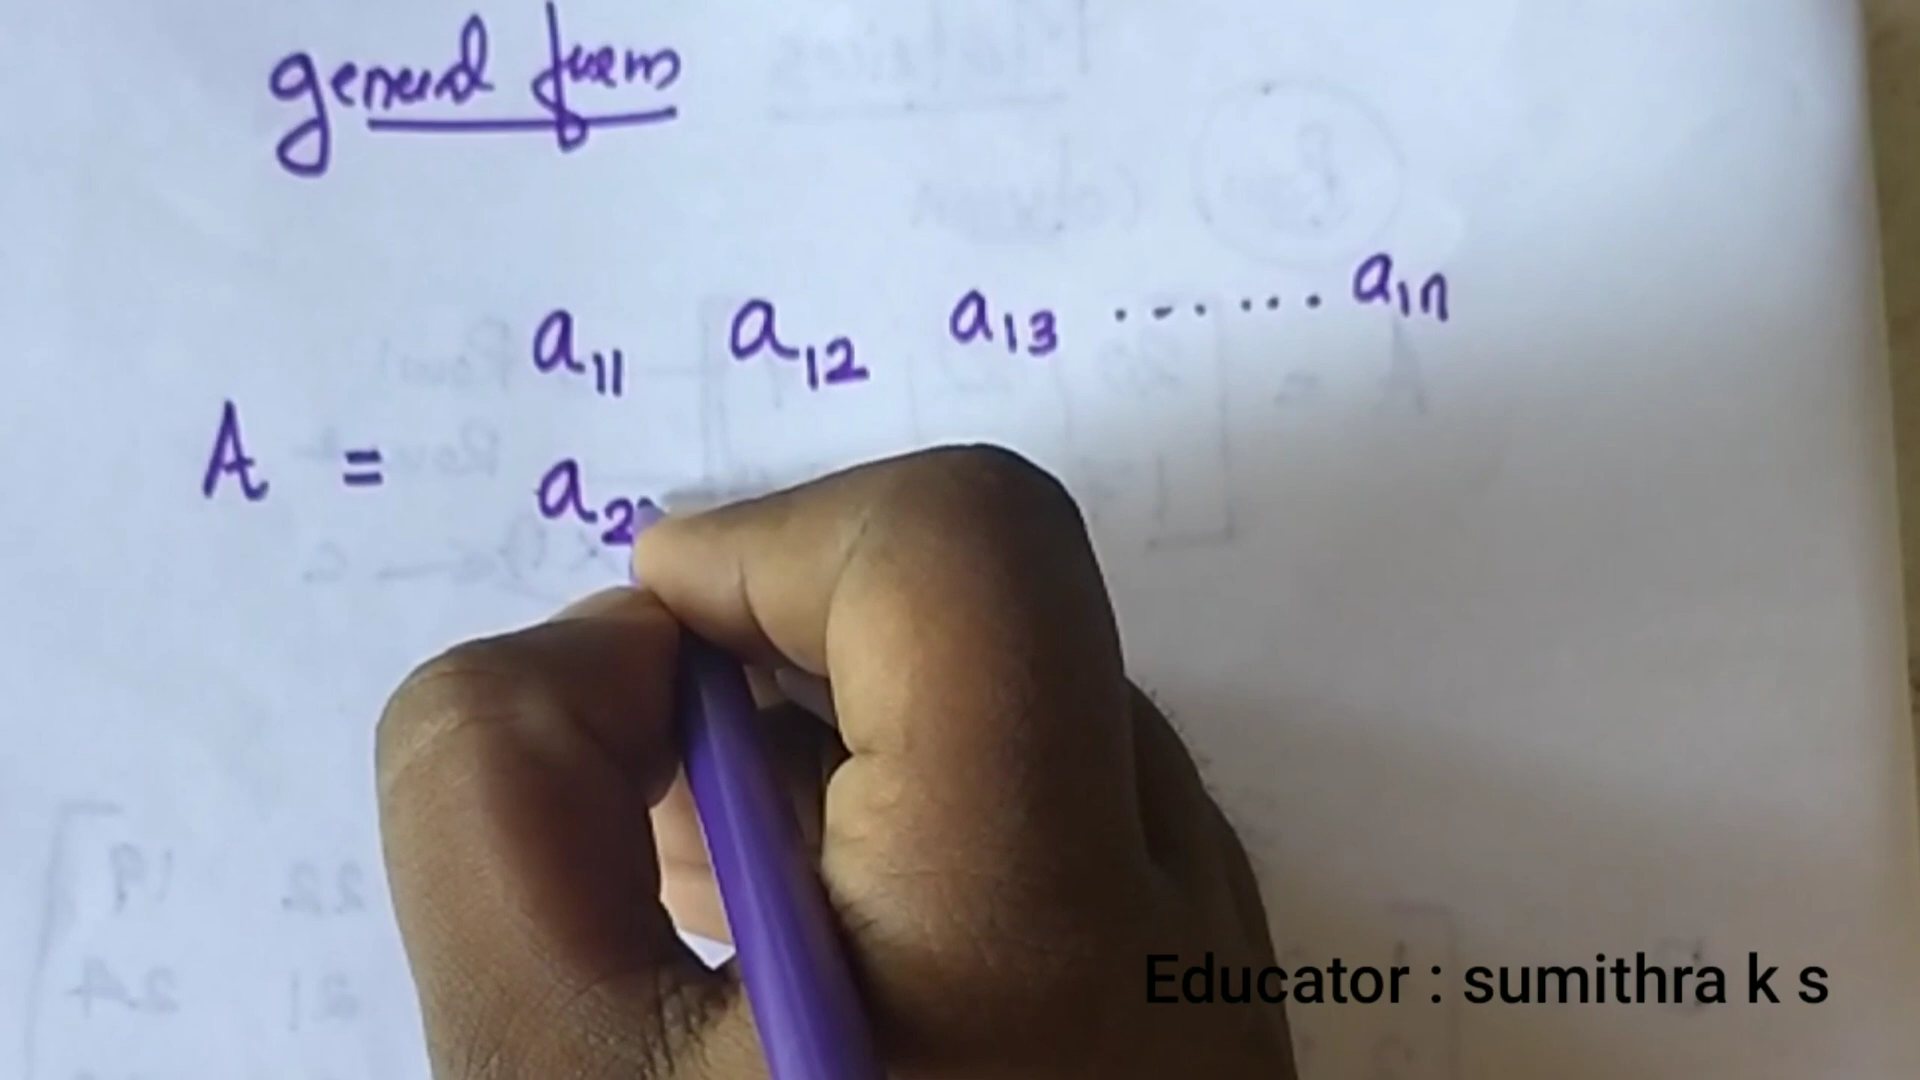 general form
a11 a12 a13 ....... a1n
A =
a2
Educator : sumithra k s